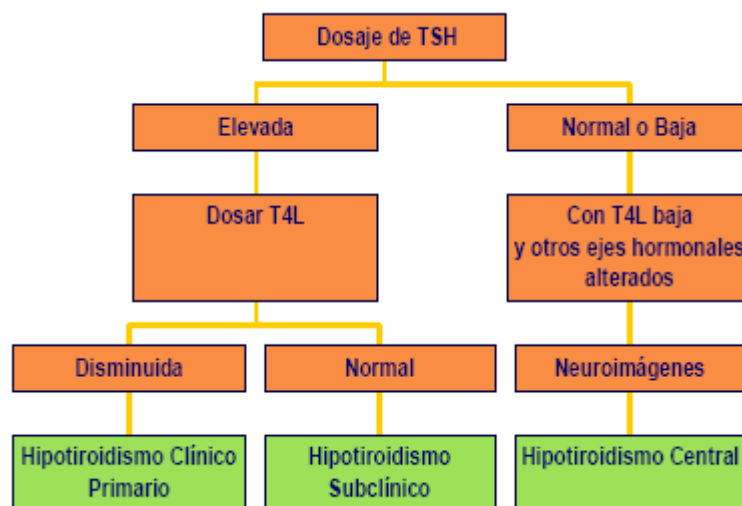 Dosaje de TSH
Elevada
Normal o Baja
Dosar T4L
Con T4L baja
y otros ejes hormonales
alterados
Disminuida
Normal
Neuroimágenes
Hipotiroidismo Clínico
Primario
Hipotiroidismo
Subclínico
Hipotiroidismo Central